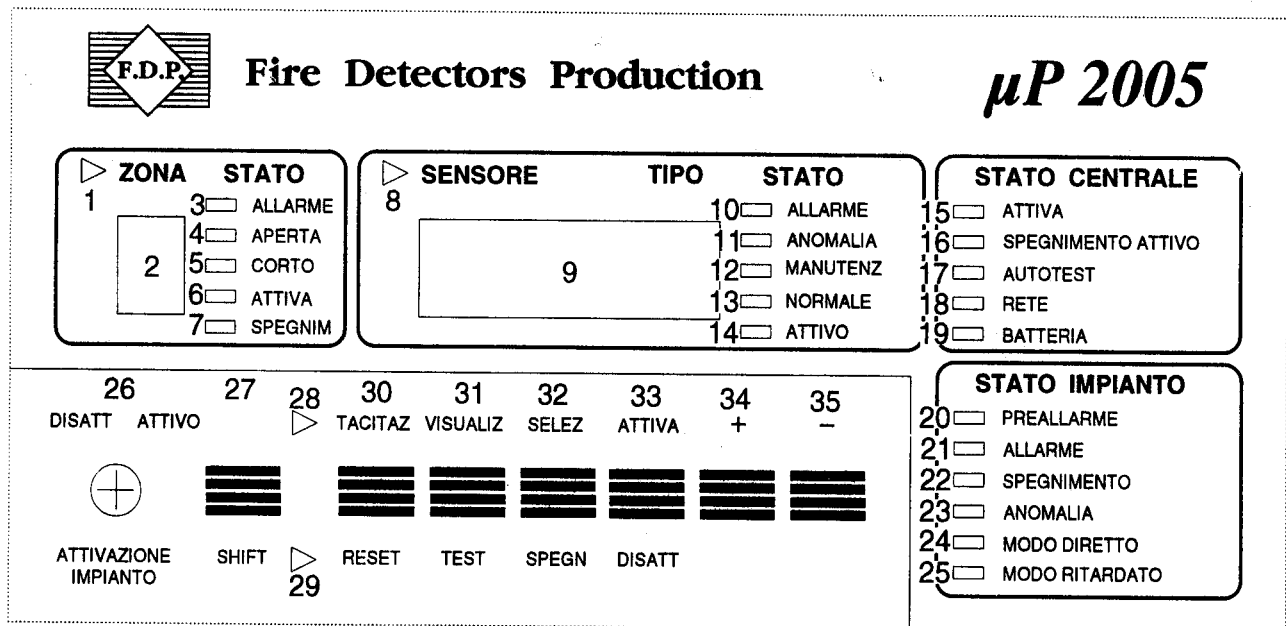 F.D.P. Fire Detectors Production µP 2005
ZONA STATO
1
2
3 ALLARME
4 APERTA
5 CORTO
6 ATTIVA
7 SPEGNIM
SENSORE TIPO STATO
8
9
10 ALLARME
11 ANOMALIA
12 MANUTENZ
13 NORMALE
14 ATTIVO
STATO CENTRALE
15 ATTIVA
16 SPEGNIMENTO ATTIVO
17 AUTOTEST
18 RETE
19 BATTERIA
STATO IMPIANTO
20 PREALLARME
21 ALLARME
22 SPEGNIMENTO
23 ANOMALIA
24 MODO DIRETTO
25 MODO RITARDATO
26 27 28 30 31 32 33 34 35
DISATT ATTIVO TACITAZ VISUALIZ SELEZ ATTIVA + −
ATTIVAZIONE IMPIANTO
SHIFT RESET TEST SPEGN DISATT
29